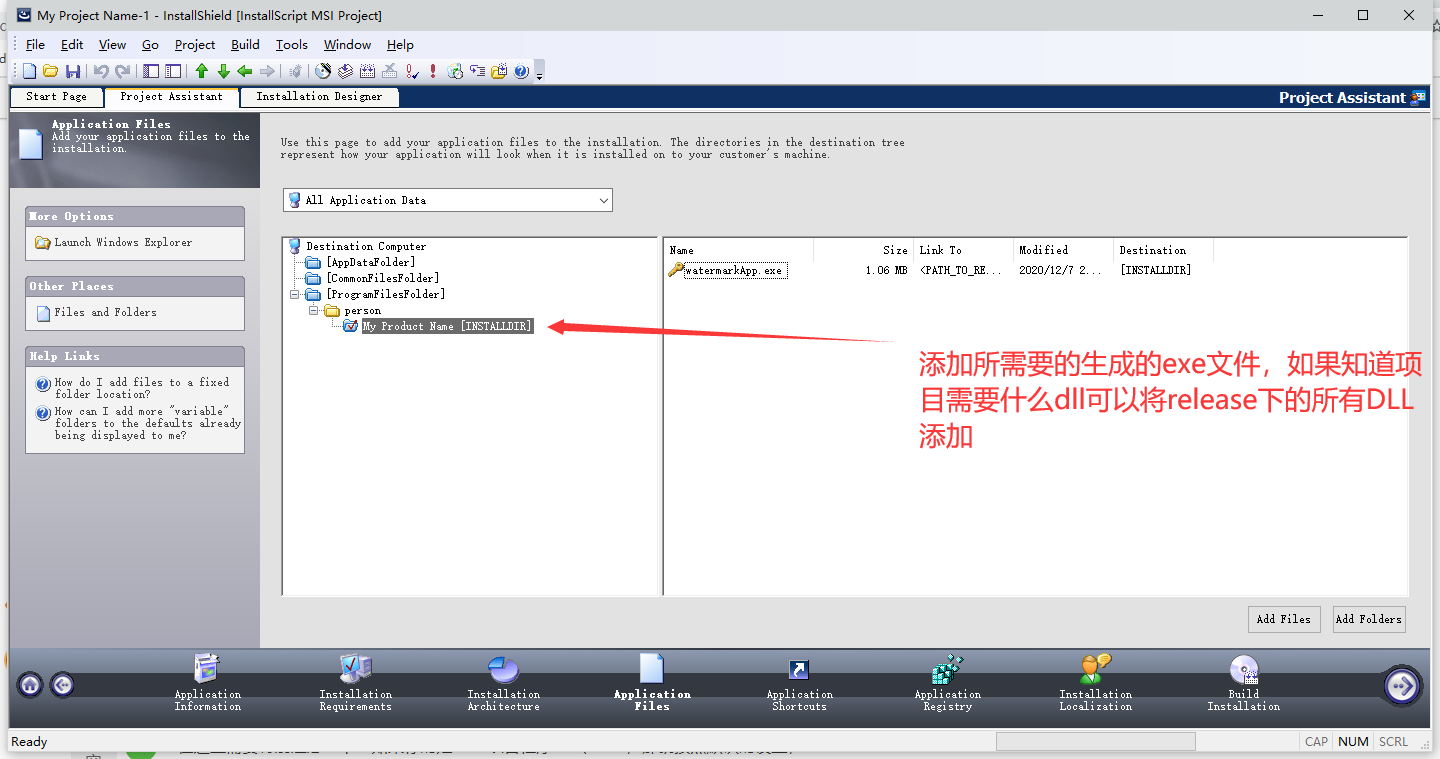 My Project Name-1 - InstallShield [InstallScript MSI Project]
File Edit View Go Project Build Tools Window Help
Start Page Project Assistant Installation Designer Project Assistant
Application Files
Add your application files to the
installation.
Use this page to add your application files to the installation. The directories in the destination tree
represent how your application will look when it is installed on to your customer's machine.
All Application Data
More Options
Launch Windows Explorer
Other Places
Files and Folders
Help Links
How do I add files to a fixed
folder location?
How can I add more "variable"
folders to the defaults already
being displayed to me?
Destination Computer
[AppDataFolder]
[CommonFilesFolder]
[ProgramFilesFolder]
person
My Product Name [INSTALLDIR]
Name Size Link To Modified Destination
watermarkApp.exe 1.06 MB <PATH_TO_RE... 2020/12/7 2... [INSTALLDIR]
添加所需要的生成的exe文件，如果知道项
目需要什么dll可以将release下的所有DLL
添加
Add Files Add Folders
Application
Information
Installation
Requirements
Installation
Architecture
Application
Files
Application
Shortcuts
Application
Registry
Installation
Localization
Build
Installation
Ready CAP NUM SCRL